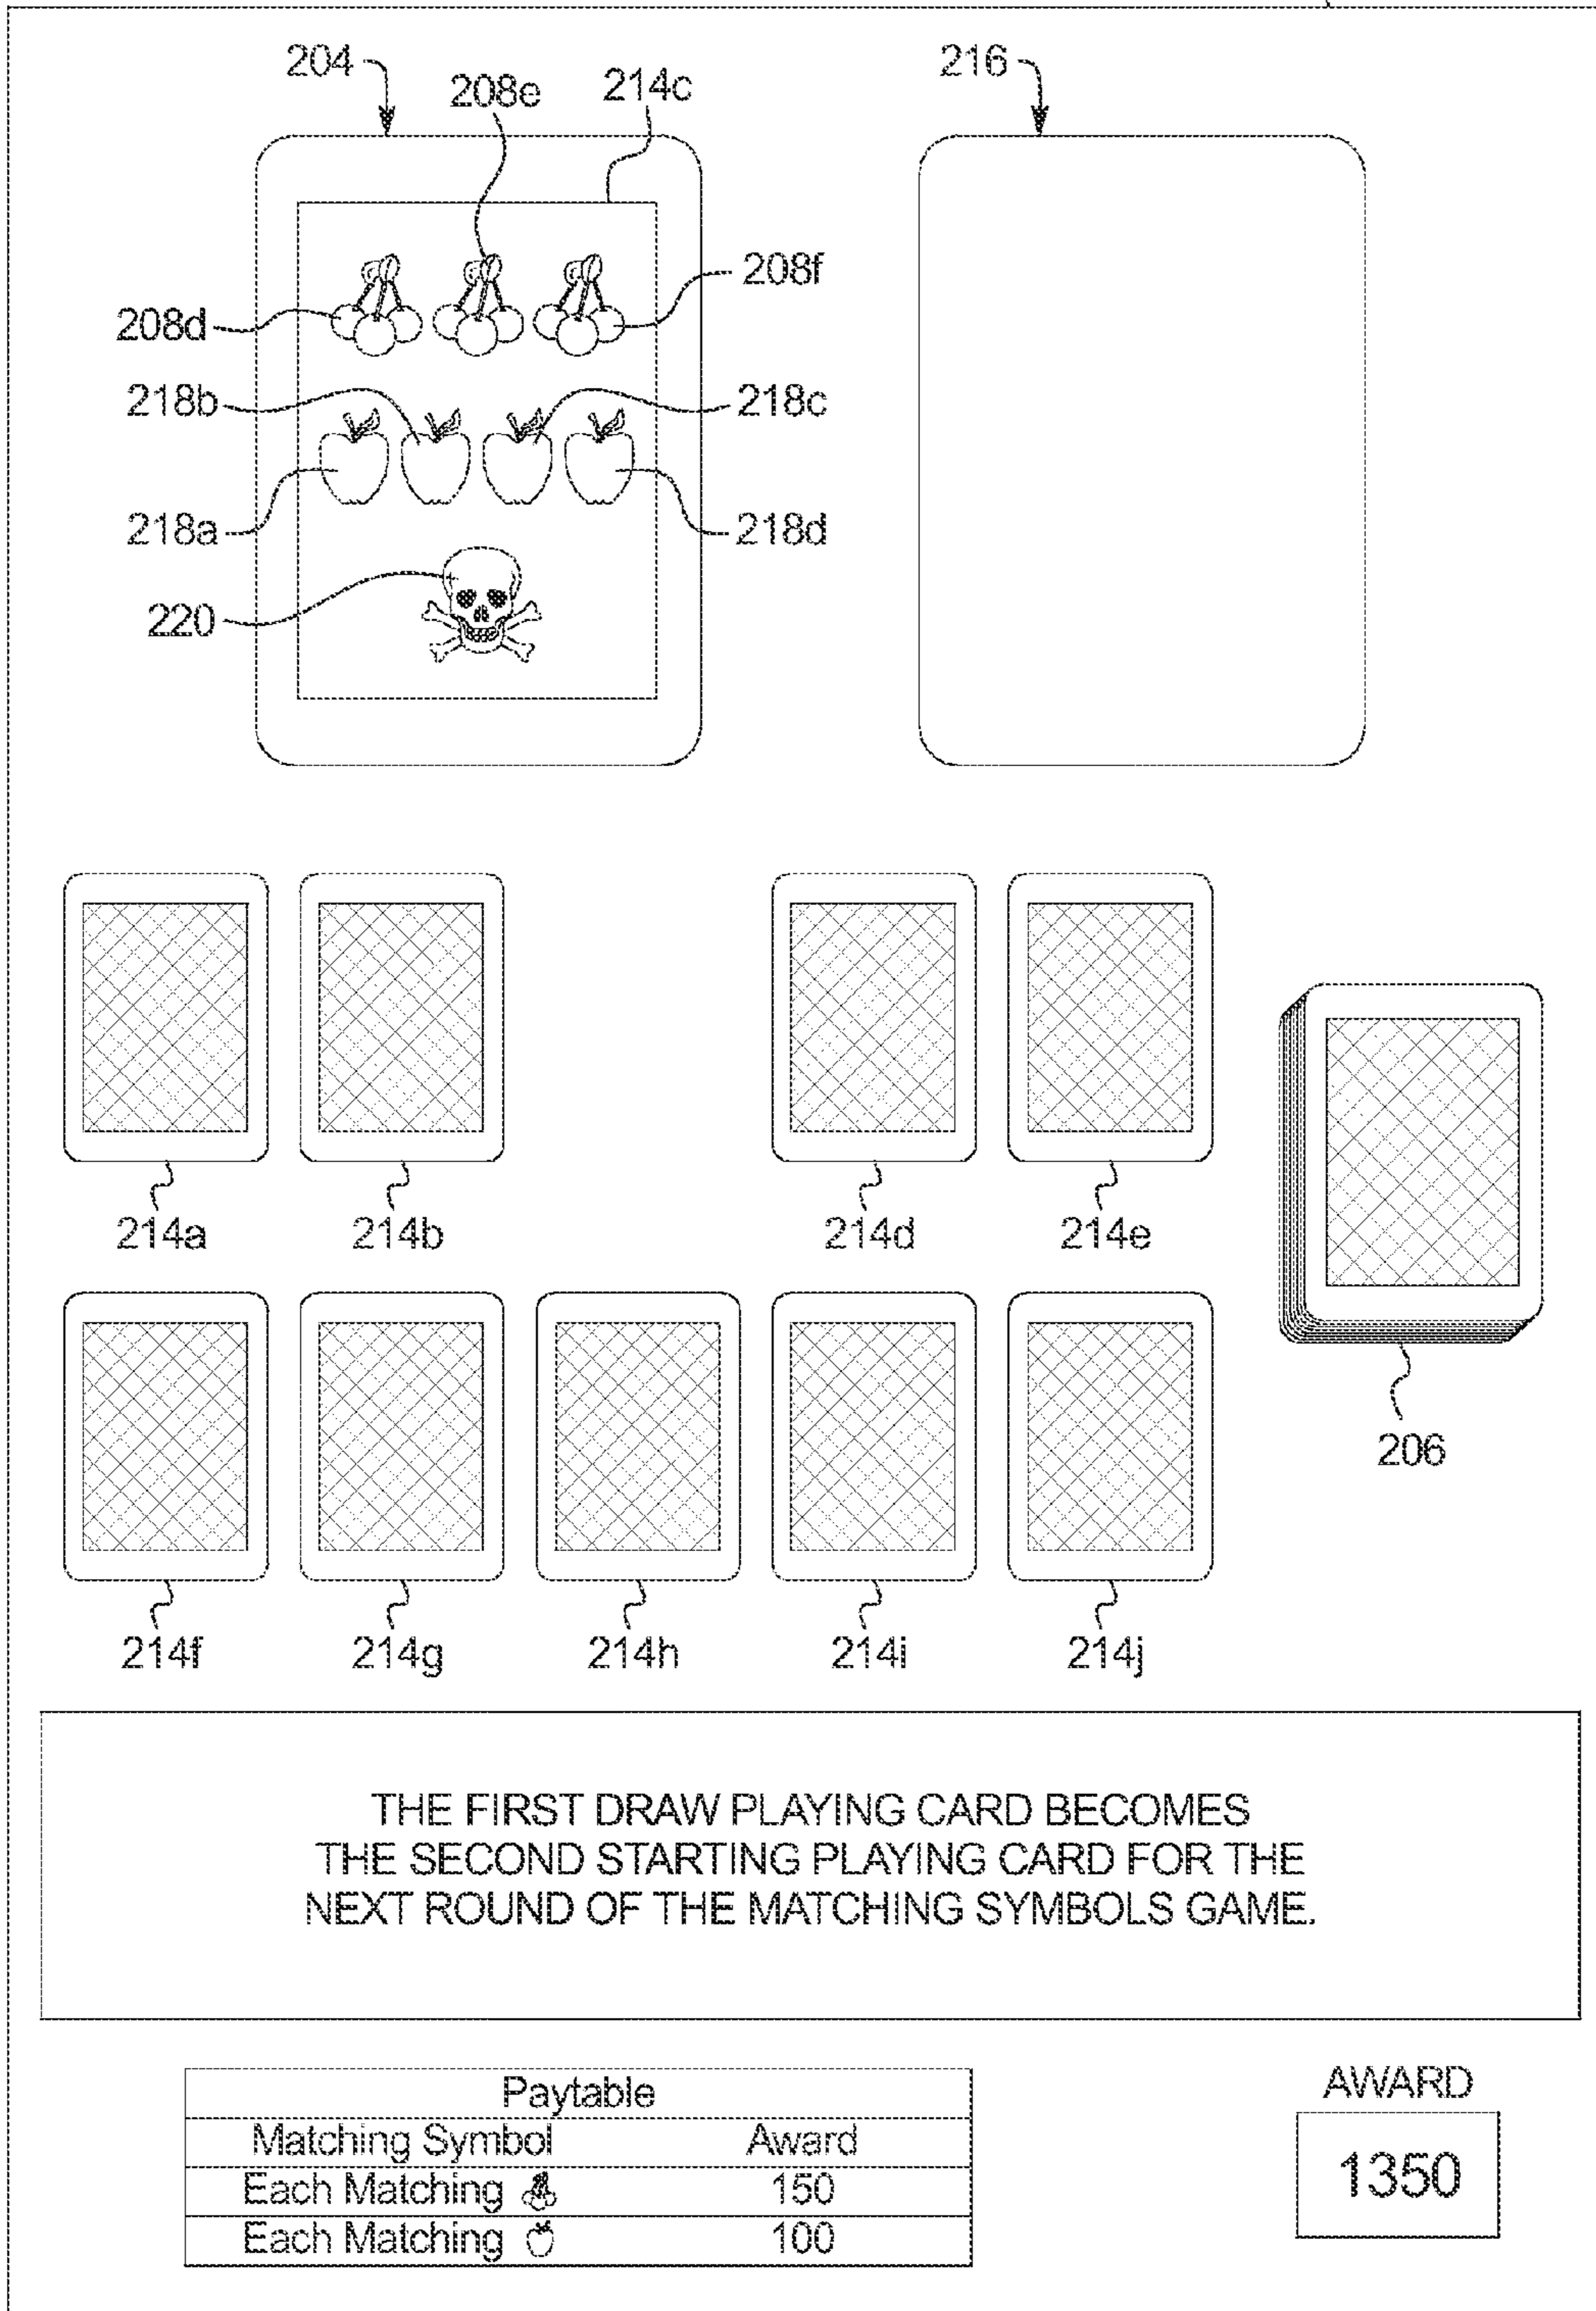 204
208e
214c
216
208f
208d
218b
218c
218a
218d
220
214a
214b
214d
214e
206
214f
214g
214h
214i
214j
THE FIRST DRAW PLAYING CARD BECOMES
THE SECOND STARTING PLAYING CARD FOR THE
NEXT ROUND OF THE MATCHING SYMBOLS GAME.
Paytable
Matching Symbol Award
Each Matching 150
Each Matching 100
AWARD
1350